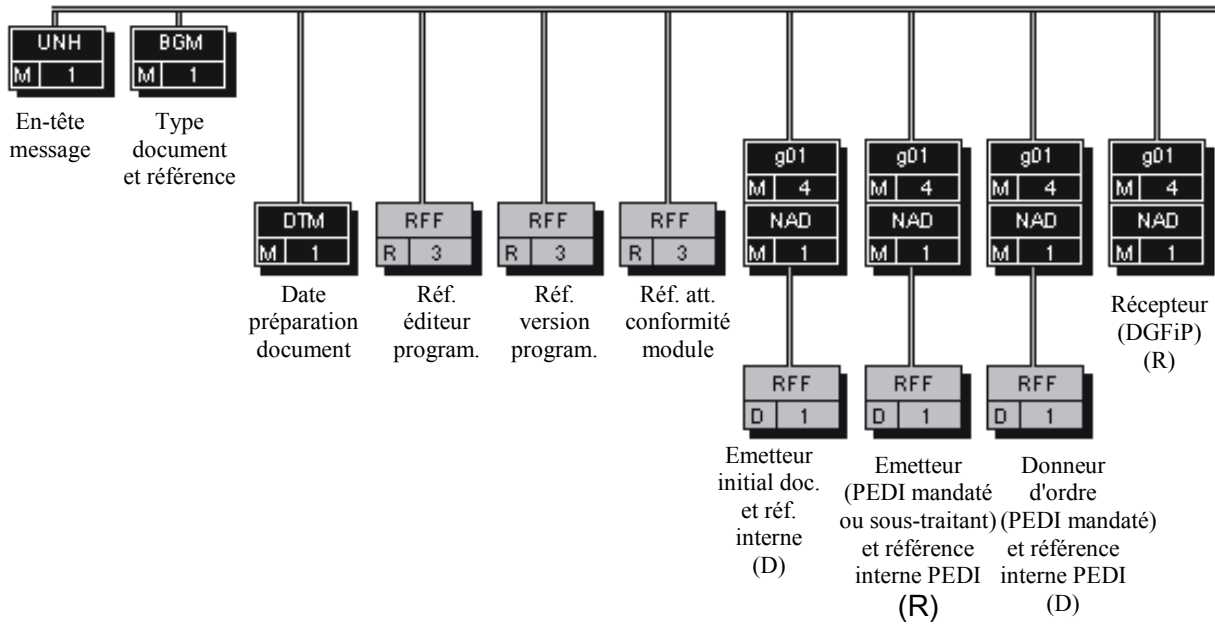 UNH
M 1
En-tête
message
BGM
M 1
Type
document
et référence
DTM
M 1
Date
préparation
document
RFF
R 3
Réf.
éditeur
program.
RFF
R 3
Réf.
version
program.
RFF
R 3
Réf. att.
conformité
module
g01
M 4
NAD
M 1
RFF
D 1
Emetteur
initial doc.
et réf.
interne
(D)
g01
M 4
NAD
M 1
RFF
D 1
Emetteur
(PEDI mandaté
ou sous-traitant)
et référence
interne PEDI
(R)
g01
M 4
NAD
M 1
RFF
D 1
Donneur
d'ordre
(PEDI mandaté)
et référence
interne PEDI
(D)
g01
M 4
NAD
M 1
Récepteur
(DGFiP)
(R)